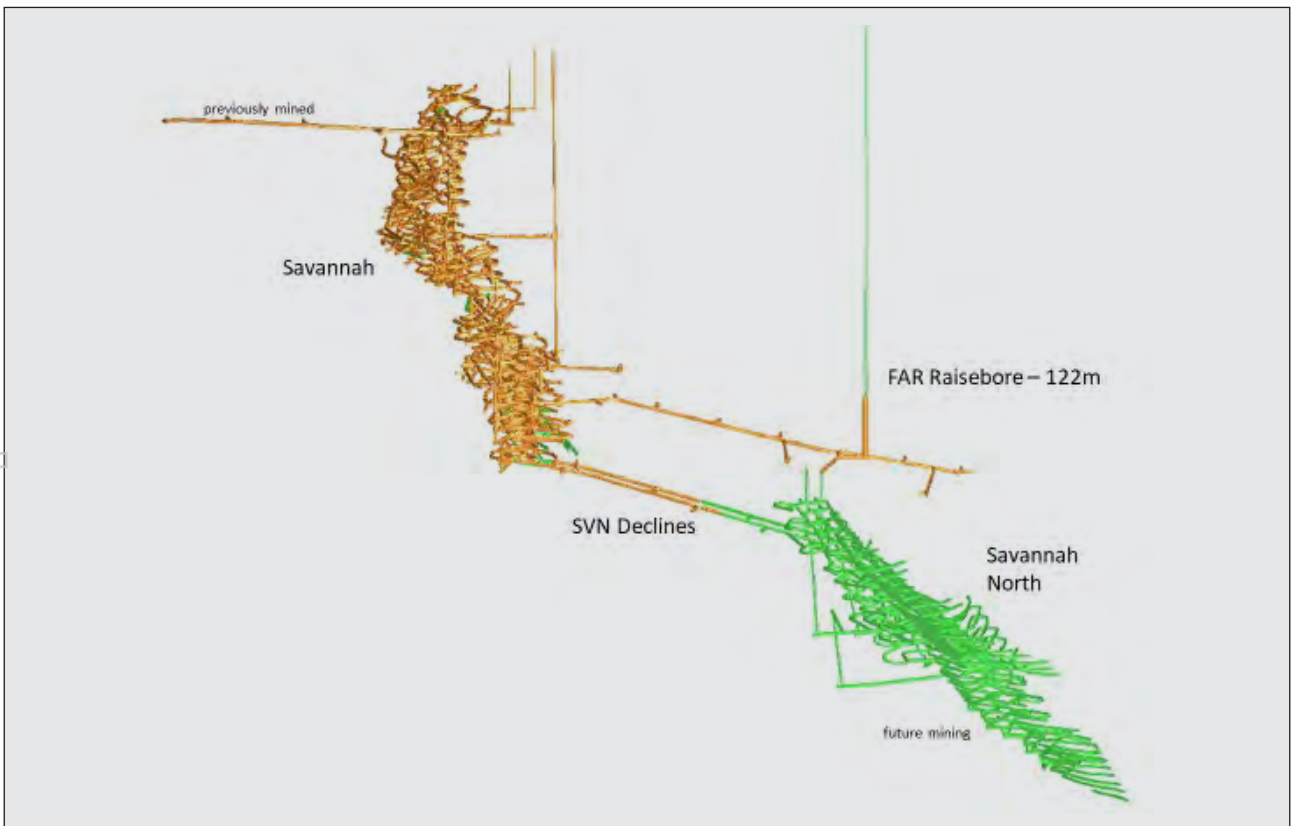 previously mined
Savannah
FAR Raisebore – 122m
SVN Declines
Savannah
North
future mining